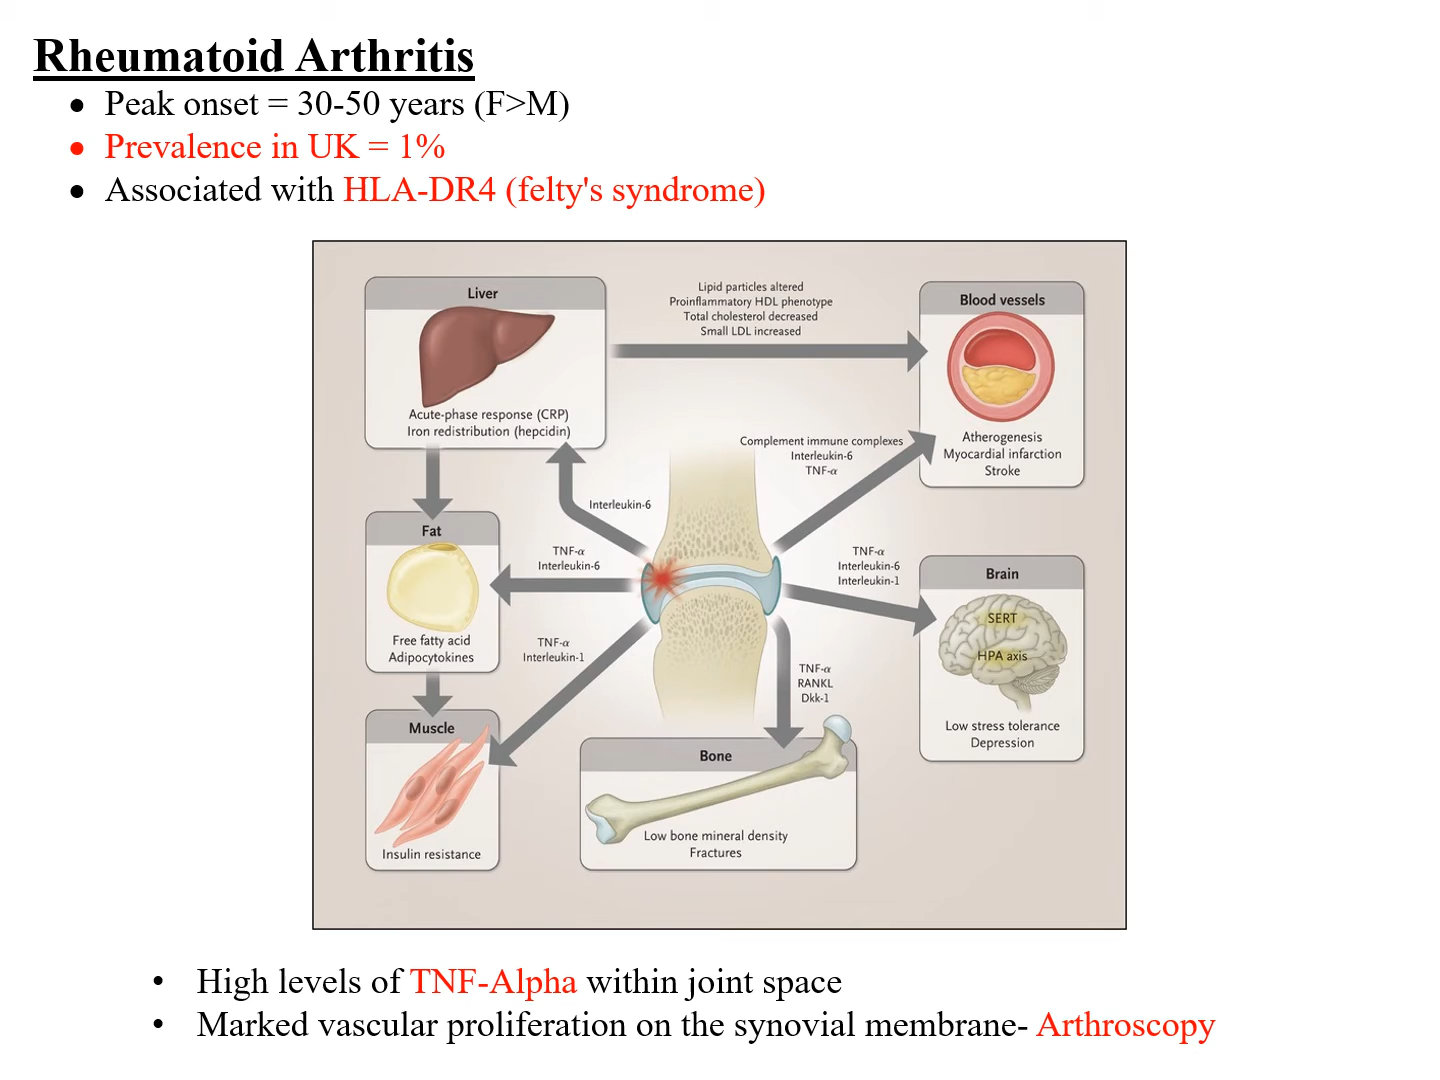 Rheumatoid Arthritis
• Peak onset = 30-50 years (F>M)
• Prevalence in UK = 1%
• Associated with HLA-DR4 (felty's syndrome)
Liver
Acute-phase response (CRP)
Iron redistribution (hepcidin)
Lipid particles altered
Proinflammatory HDL phenotype
Total cholesterol decreased
Small LDL increased
Blood vessels
Atherogenesis
Myocardial infarction
Stroke
Complement immune complexes
Interleukin-6
TNF-α
Interleukin-6
Fat
Free fatty acid
Adipocytokines
TNF-α
Interleukin-6
TNF-α
Interleukin-6
Interleukin-1
Brain
SERT
HPA axis
Low stress tolerance
Depression
TNF-α
Interleukin-1
TNF-α
RANKL
Dkk-1
Muscle
Insulin resistance
Bone
Low bone mineral density
Fractures
• High levels of TNF-Alpha within joint space
• Marked vascular proliferation on the synovial membrane- Arthroscopy